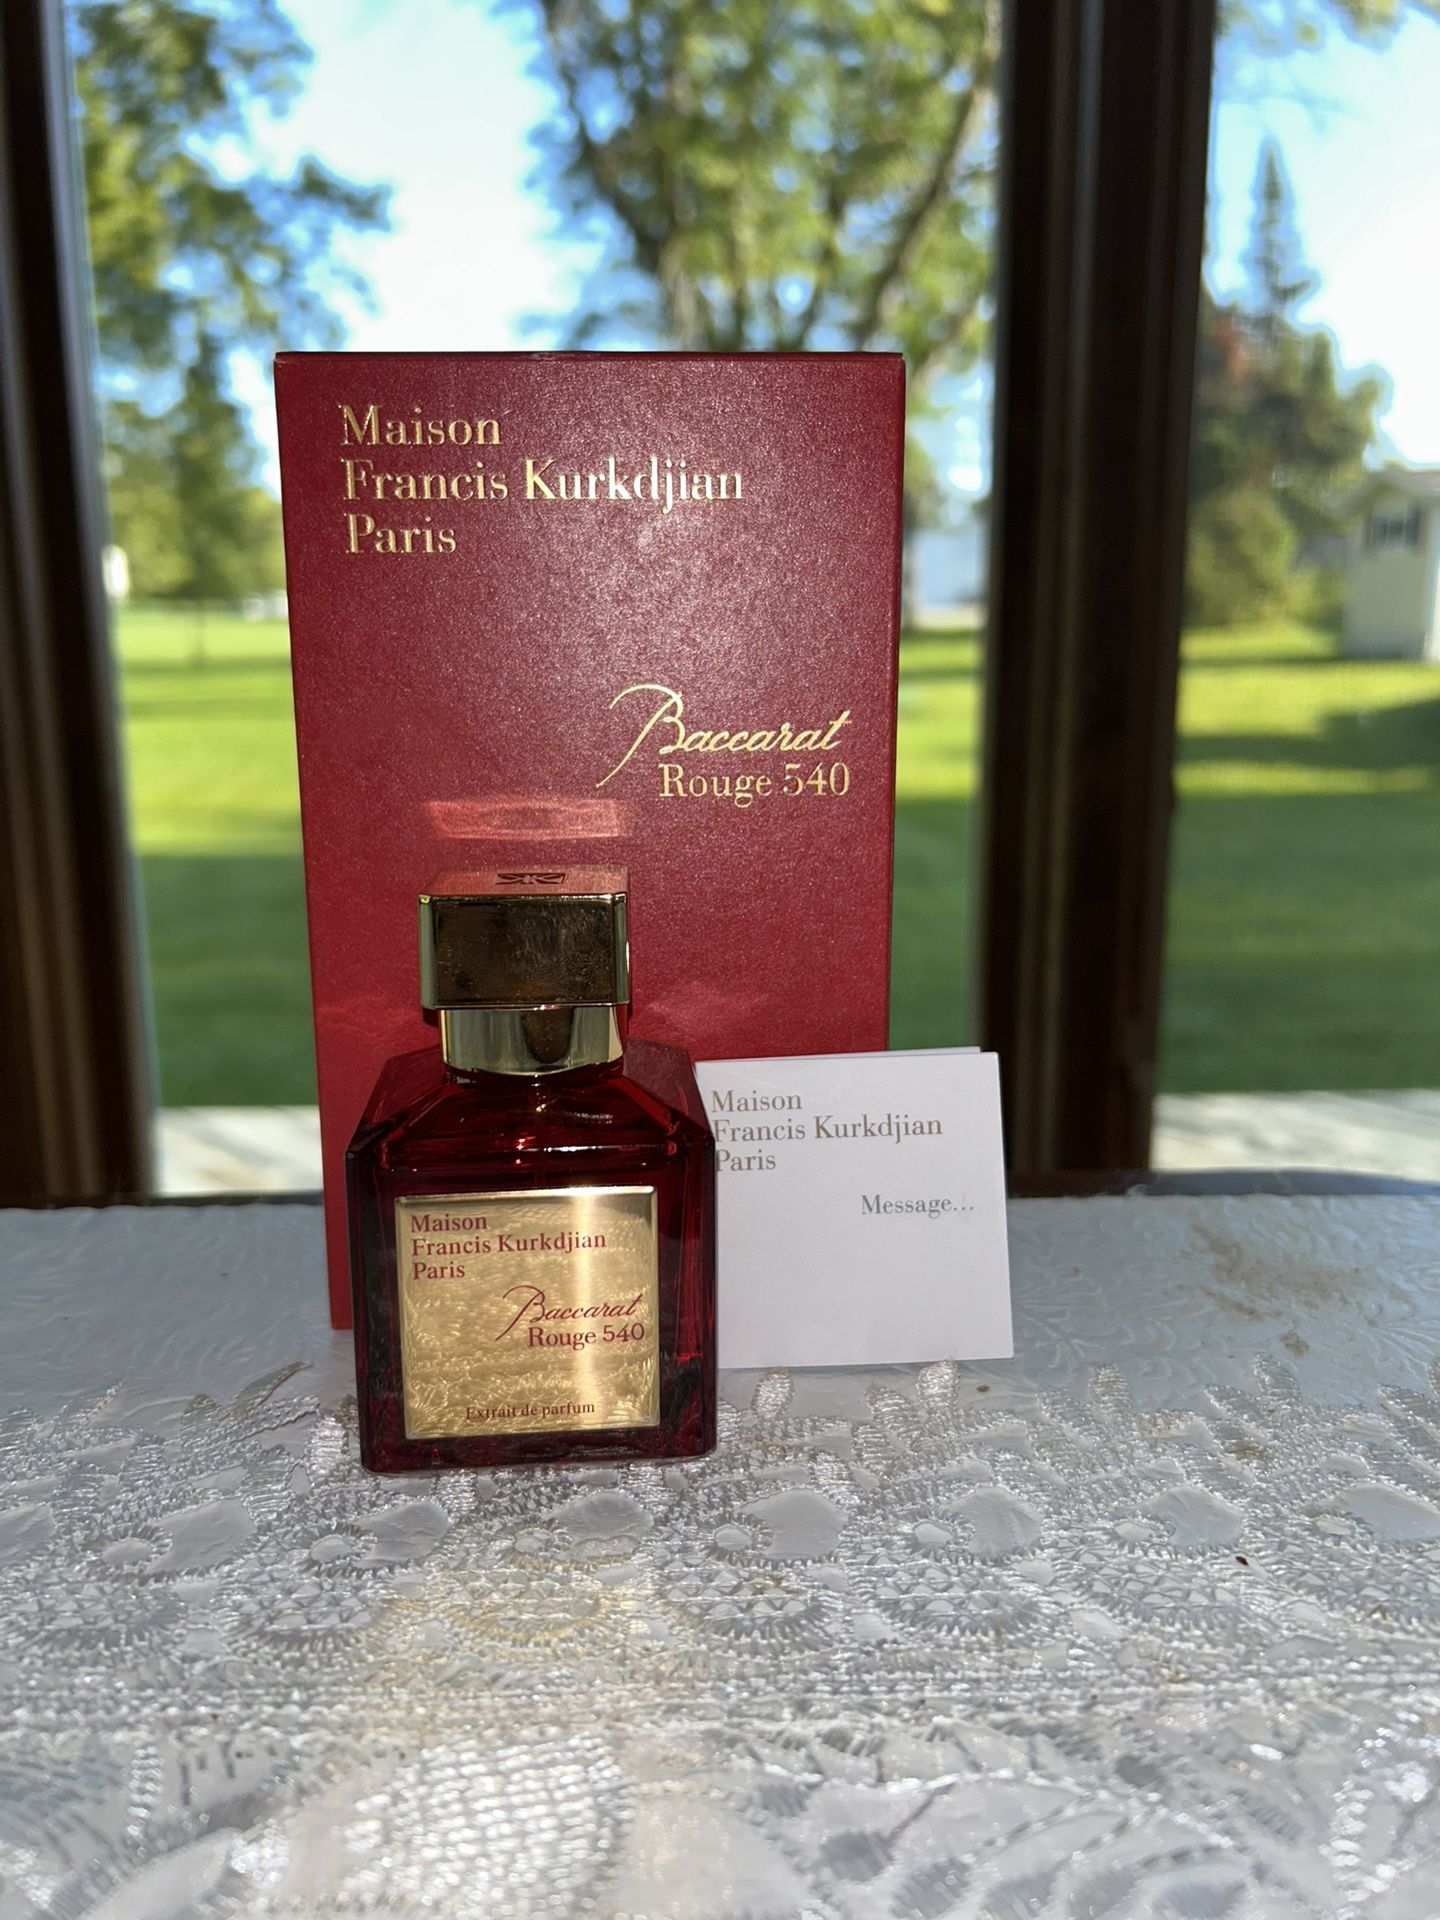 Maison
Francis Kurkdjian
Paris
Baccarat
Rouge 540
Maison
Francis Kurkdjian
Paris
Message...
Maison
Francis Kurkdjian
Paris
Baccarat
Rouge 540
Extrait de parfum